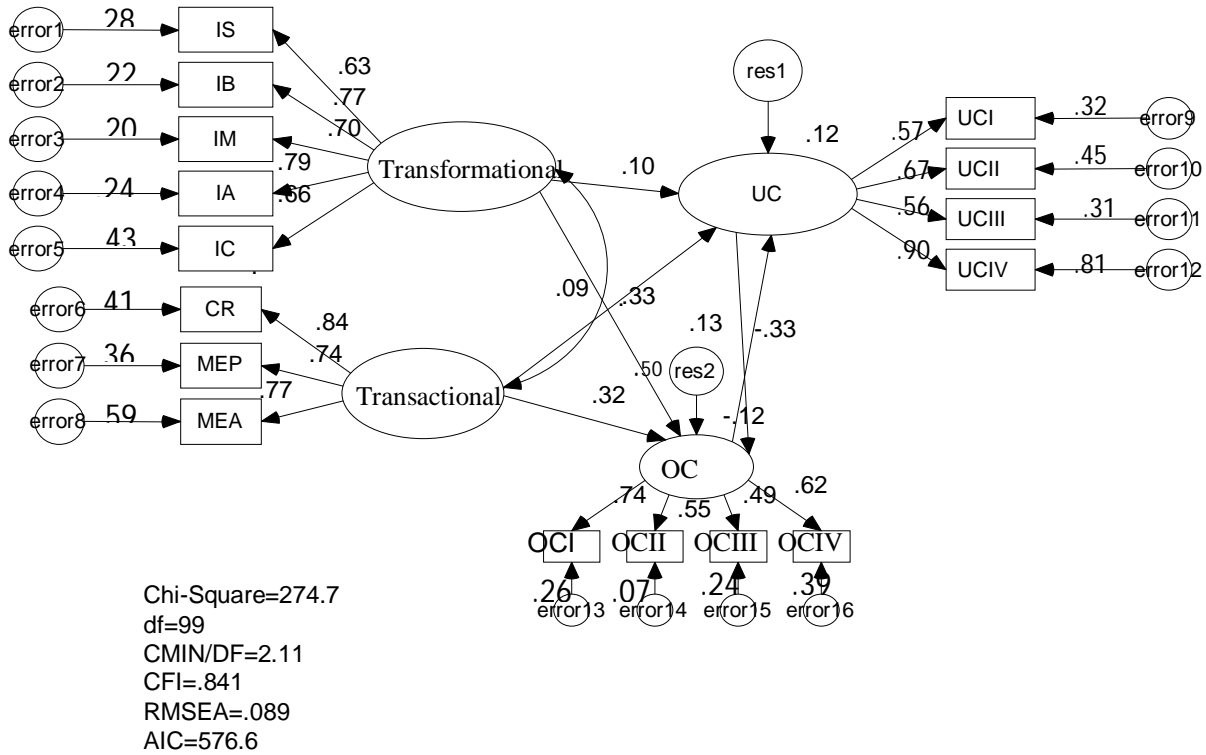 error1 .28 IS
error2 .22 IB
error3 .20 IM
error4 .24 IA
error5 .43 IC
.63
.77
.70
.79
.66
Transformational
error6 .41 CR
error7 .36 MEP
error8 .59 MEA
.84
.74
.77
Transactional
res1
.12
.10
UC
.57
.67
.56
.90
UCI .32 error9
UCII .45 error10
UCIII .31 error11
UCIV .81 error12
.09
.33
.13
-.33
.50
res2
.32
-.12
OC
.74
.55
.49
.62
OCI OCII OCIII OCIV
.26 .07 .24 .39
error13 error14 error15 error16
Chi-Square=274.7
df=99
CMIN/DF=2.11
CFI=.841
RMSEA=.089
AIC=576.6